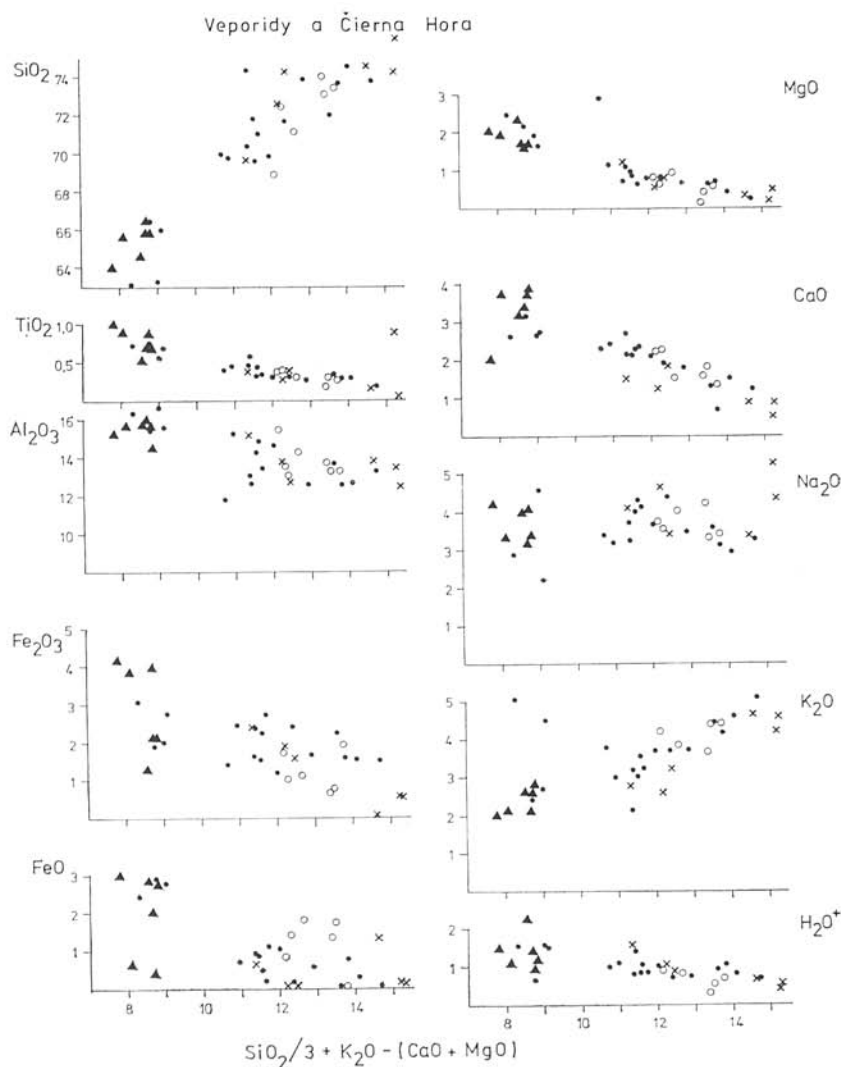 Veporidy a Čierna Hora
SiO2
74
72
70
68
66
64
TiO2
1,0
0,5
Al2O3
16
14
12
10
Fe2O3
5
4
3
2
1
FeO
3
2
1
8 10 12 14
MgO
3
2
1
CaO
4
3
2
1
Na2O
5
4
3
2
1
K2O
5
4
3
2
1
H2O+
2
1
8 10 12 14
SiO2/3 + K2O - (CaO + MgO)